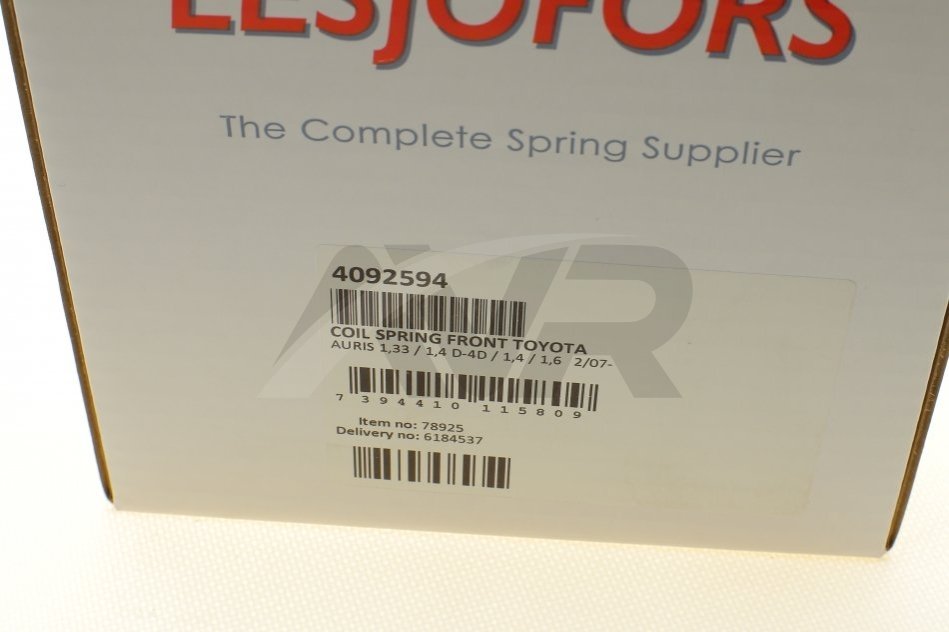 LESJÖFORS
The Complete Spring Supplier
4092594
COIL SPRING FRONT TOYOTA
AURIS 1,33 / 1,4 D-4D / 1,4 / 1,6 2/07-
7 394410 115809
Item no: 78925
Delivery no: 6184537
AVR